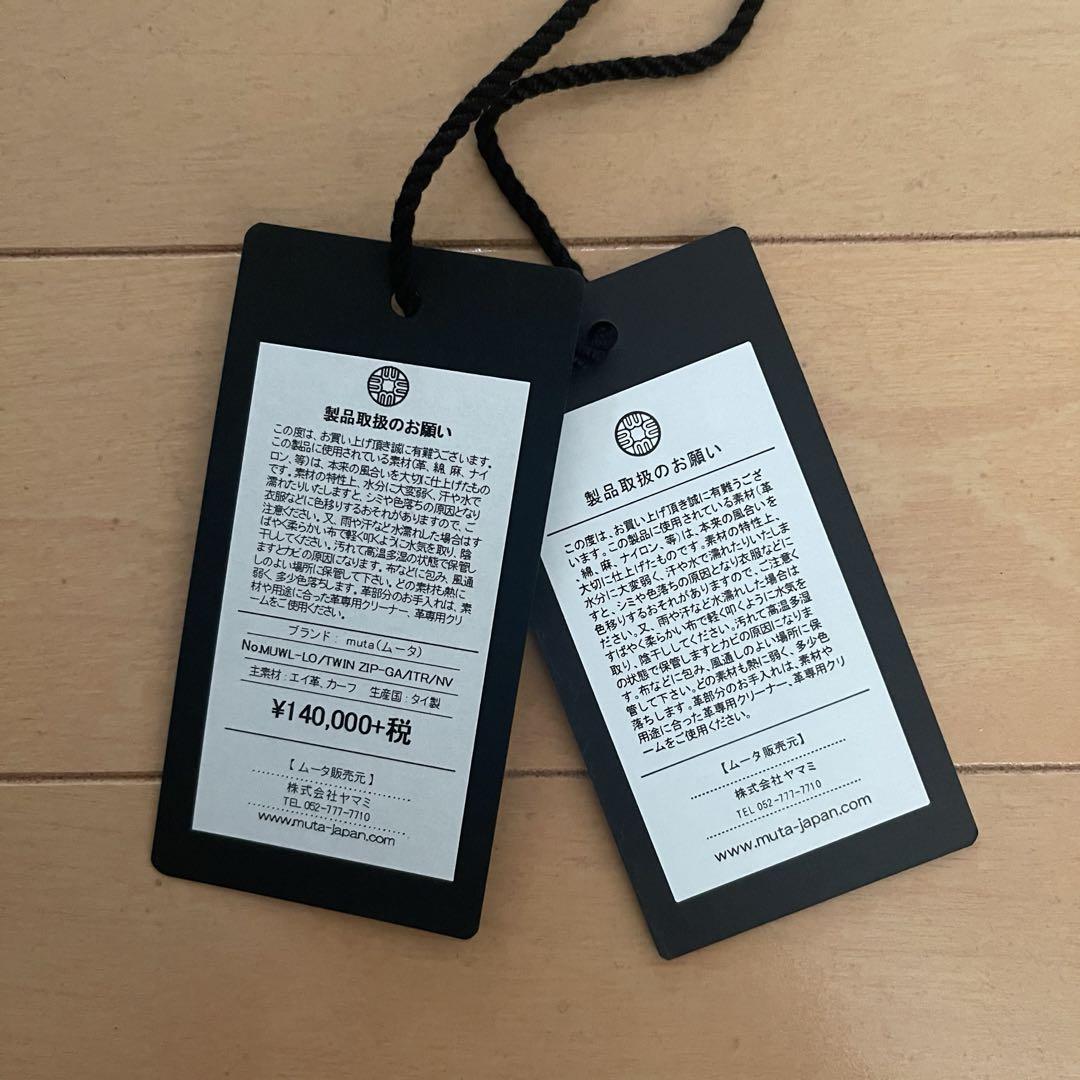 製品取扱のお願い
この度は、お買い上げ頂き誠に有難うございます。
この製品に使用されている素材(革、綿、麻、ナイ
ロン、等)は、本来の風合いを大切に仕上げたもの
です。素材の特性上、水分に大変弱く、汗や水で
濡れたりいたしますと、シミや色落ちの原因となり
衣服などに色移りするおそれがありますので、ご
注意ください。又、雨や汗など水濡れした場合はす
ばやく柔らかい布で軽く叩くように水気を取り、陰
干ししてください。汚れて高温多湿の状態で保管し
ますとカビの原因になります。布などに包み、風通
しのよい場所に保管して下さい。どの素材も熱に
弱く、多少色落ちします。革部分のお手入れは、素
材や用途に合った革専用クリーナー、革専用クリ
ームをご使用ください。
ブランド: muta(ムータ)
No.MUWL-LO/TWIN ZIP-GA/ITR/NV
主素材:エイ革、カーフ 生産国:タイ製
¥140,000+税
【 ムータ販売元 】
株式会社ヤマミ
TEL 052-777-7710
www.muta-japan.com
製品取扱のお願い
この度は、お買い上げ頂き誠に有難うござ
います。この製品に使用されている素材(革
、綿、麻、ナイロン、等)は、本来の風合いを
大切に仕上げたものです。素材の特性上、
水分に大変弱く、汗や水で濡れたりいたしま
すと、シミや色落ちの原因となり衣服などに
色移りするおそれがありますので、ご注意く
ださい。又、雨や汗など水濡れした場合は
すばやく柔らかい布で軽く叩くように水気を
取り、陰干ししてください。汚れて高温多湿
の状態で保管しますとカビの原因になりま
す。布などに包み、風通しのよい場所に保
管して下さい。どの素材も熱に弱く、多少色
落ちします。革部分のお手入れは、素材や
用途に合った革専用クリーナー、革専用クリ
ームをご使用ください。
【ムータ販売元】
株式会社ヤマミ
TEL 052-777-7710
www.muta-japan.com